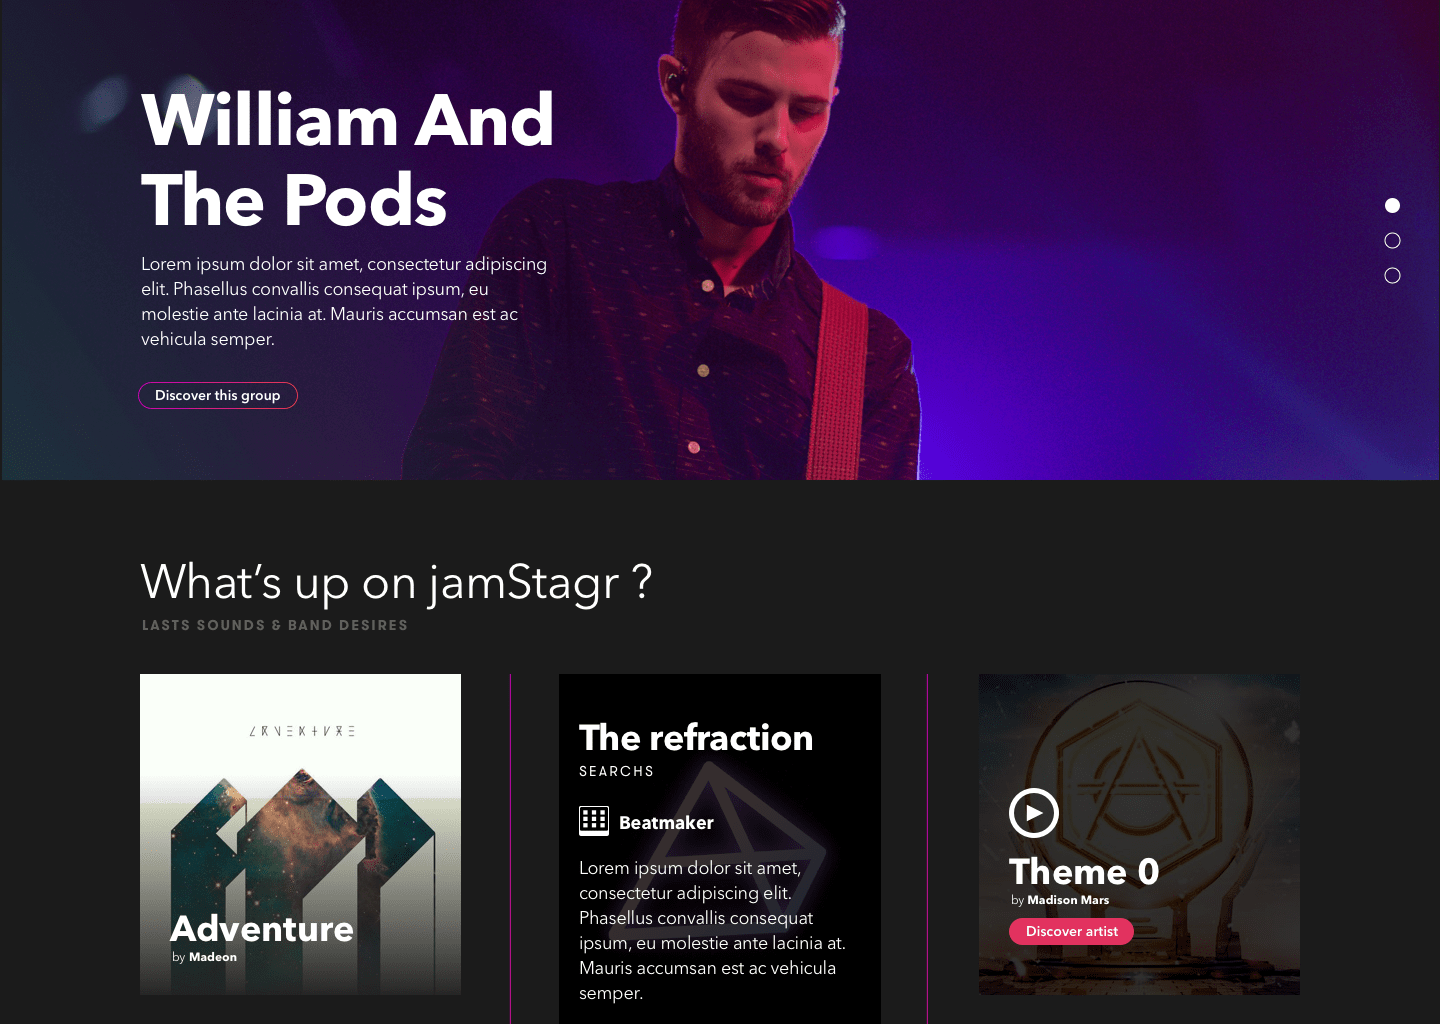 William And
The Pods
Lorem ipsum dolor sit amet, consectetur adipiscing
elit. Phasellus convallis consequat ipsum, eu
molestie ante lacinia at. Mauris accumsan est ac
vehicula semper.
Discover this group
What's up on jamStagr ?
LASTS SOUNDS & BAND DESIRES
Adventure
by Madeon
The refraction
SEARCHS
Beatmaker
Lorem ipsum dolor sit amet,
consectetur adipiscing elit.
Phasellus convallis consequat
ipsum, eu molestie ante lacinia at.
Mauris accumsan est ac vehicula
semper.
Theme 0
by Madison Mars
Discover artist